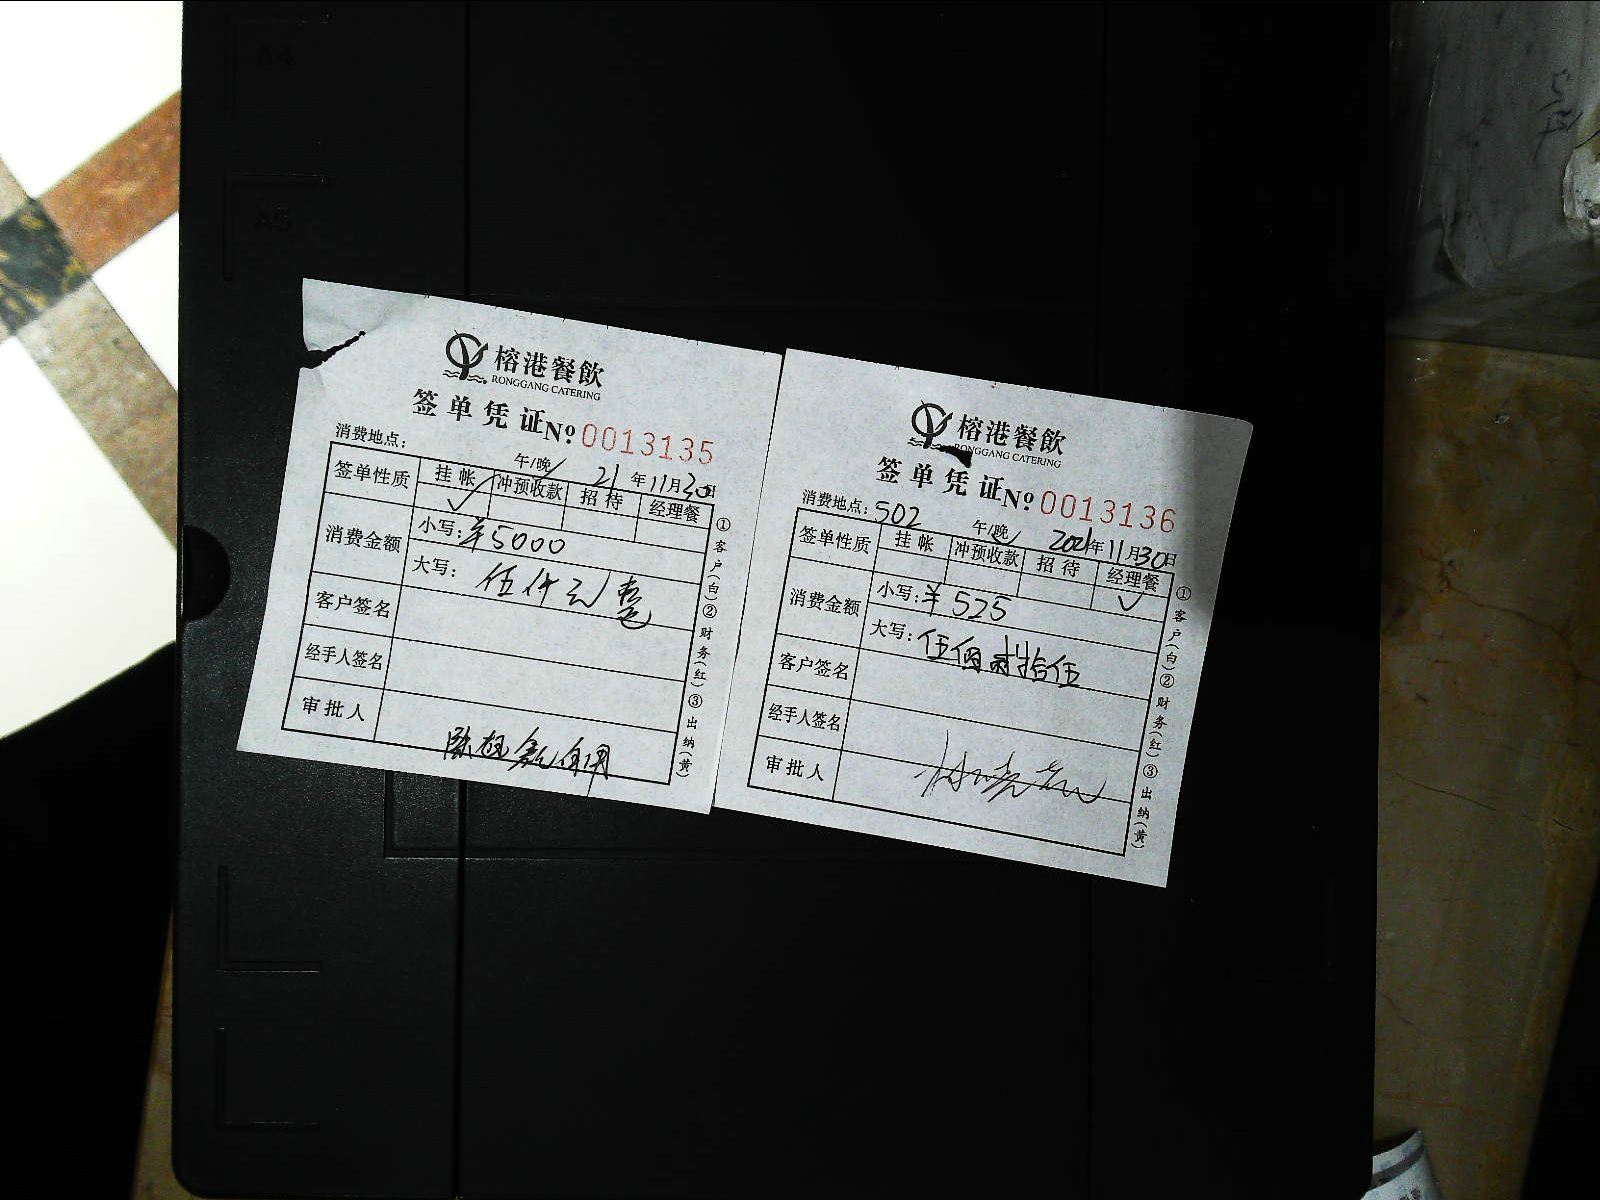 榕港餐飲
RONGGANG CATERING
签单凭证 Nº 0013135
消费地点：
午/晚 21年11月30日
签单性质 挂帐 冲预收款 招待 经理餐
✓
消费金额 小写：¥5000
大写：伍仟元整
客户签名
经手人签名
审批人
①客户(白)②财务(红)③出纳(黄)
榕港餐飲
RONGGANG CATERING
签单凭证 Nº 0013136
消费地点：502 午/晚 2021年11月30日
签单性质 挂帐 冲预收款 招待 经理餐
✓
消费金额 小写：¥525
大写：伍佰贰拾伍
客户签名
经手人签名
审批人
①客户(白)②财务(红)③出纳(黄)
A5